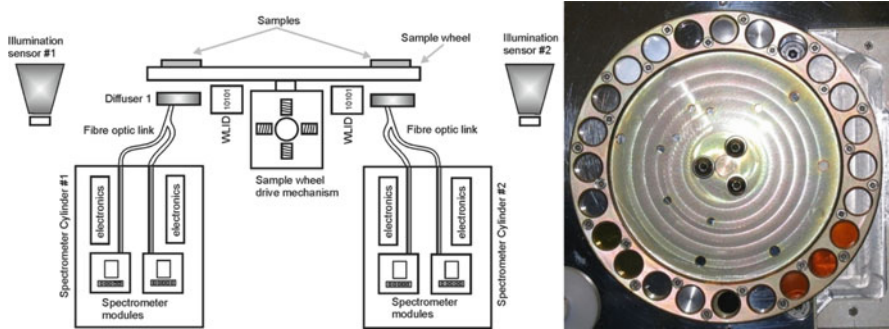 Samples
Illumination
sensor #1
Sample wheel
Illumination
sensor #2
Diffuser 1
WLID
10101
WLID
10101
Fibre optic link
Fibre optic link
Sample wheel
drive mechanism
Spectrometer Cylinder #1
electronics
electronics
Spectrometer
modules
electronics
electronics
Spectrometer
modules
Spectrometer Cylinder #2